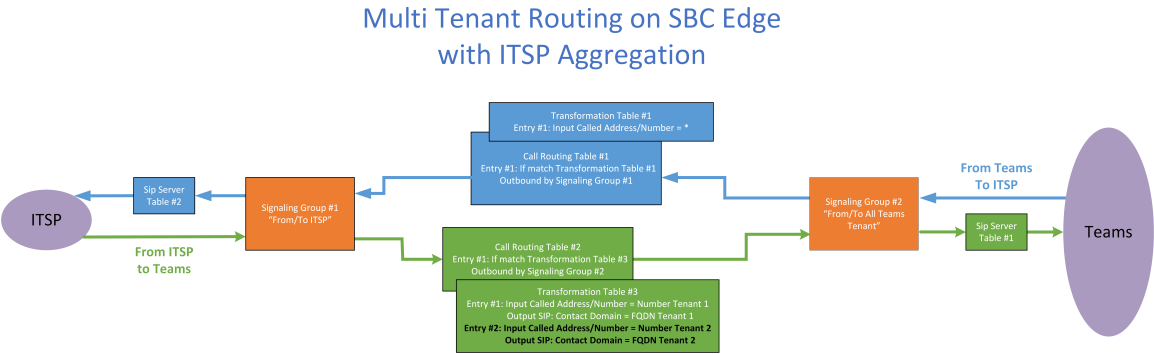 Multi Tenant Routing on SBC Edge
with ITSP Aggregation
Transformation Table #1
Entry #1: Input Called Address/Number = *
Call Routing Table #1
Entry #1: If match Transformation Table #1
Outbound by Signaling Group #1
From Teams
To ITSP
Sip Server
Table #2
Signaling Group #1
“From/To ITSP”
Signaling Group #2
“From/To All Teams
Tenant”
ITSP
Sip Server
Table #1
Teams
From ITSP
to Teams
Call Routing Table #2
Entry #1: If match Transformation Table #3
Outbound by Signaling Group #2
Transformation Table #3
Entry #1: Input Called Address/Number = Number Tenant 1
Output SIP: Contact Domain = FQDN Tenant 1
Entry #2: Input Called Address/Number = Number Tenant 2
Output SIP: Contact Domain = FQDN Tenant 2